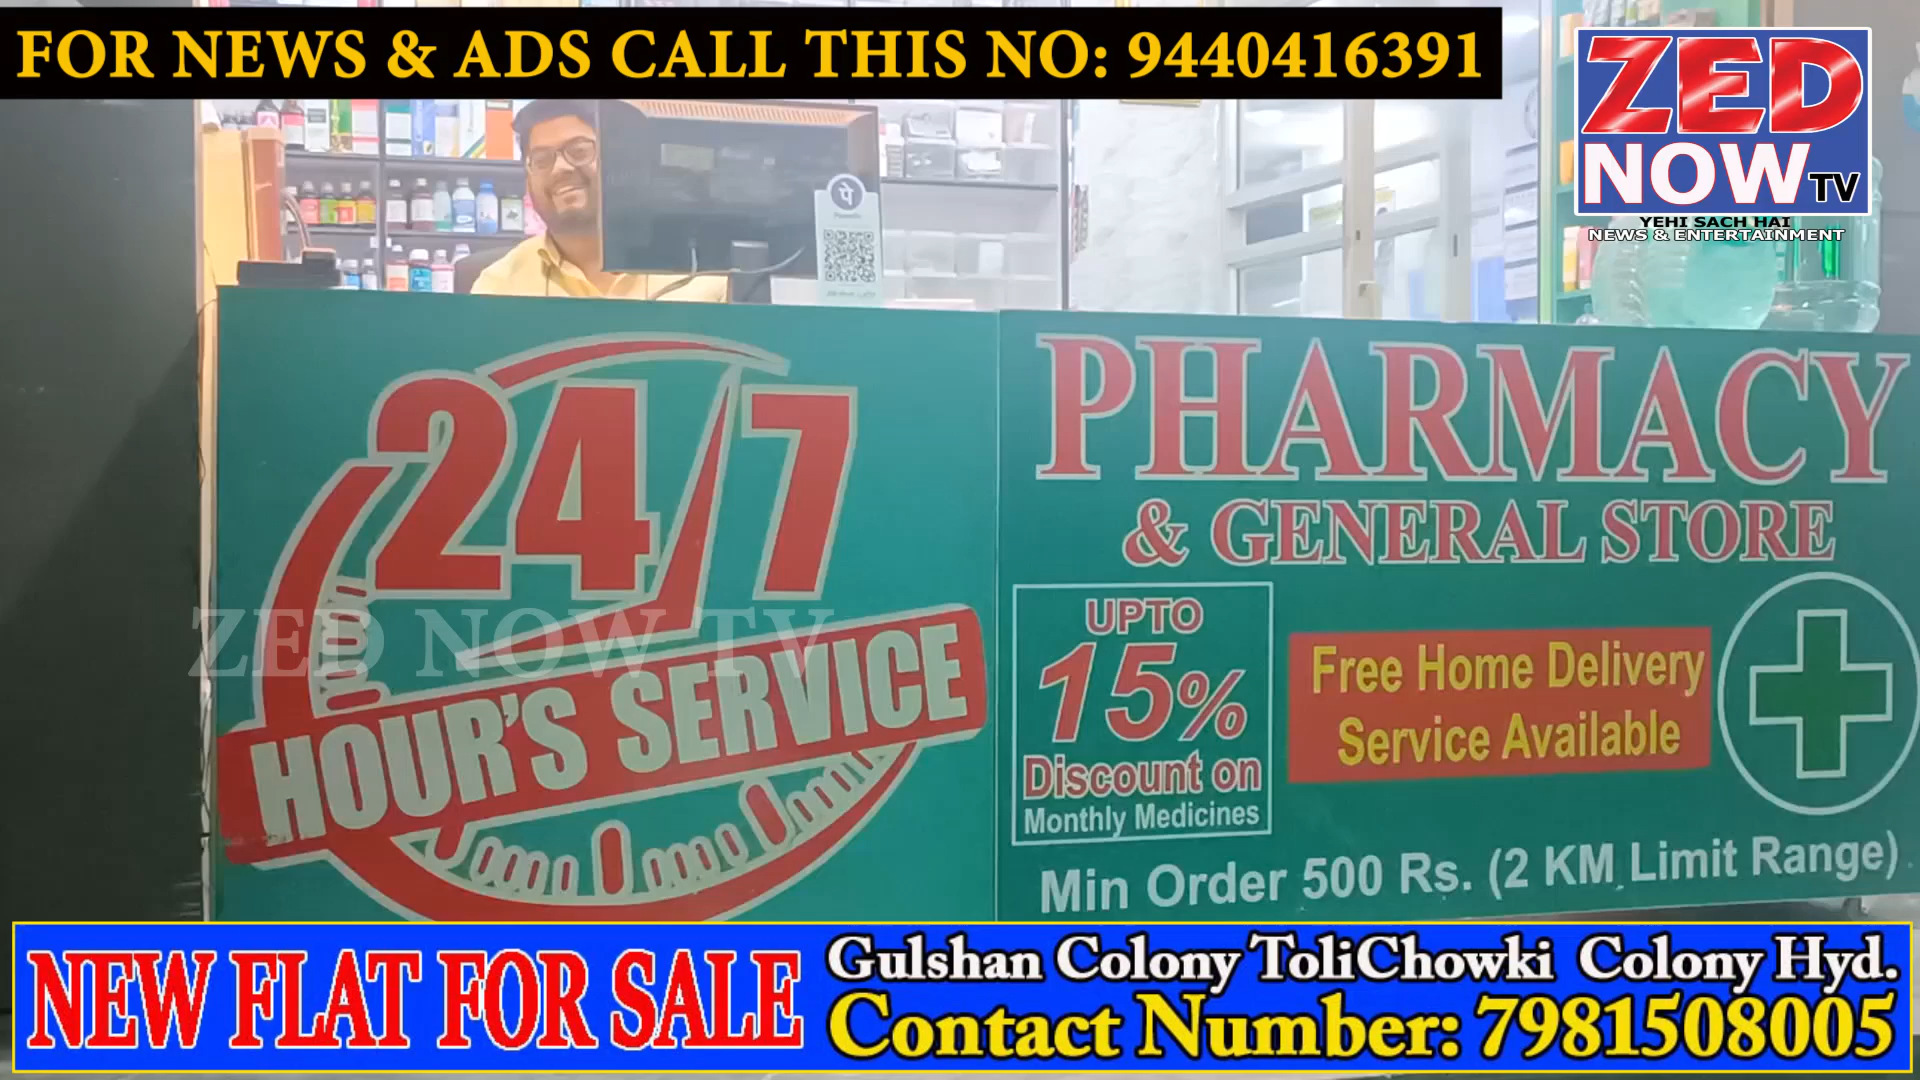 FOR NEWS & ADS CALL THIS NO: 9440416391
ZED
NOW TV
YEHI SACH HAI
NEWS & ENTERTAINMENT
पे
24/7
HOUR'S SERVICE
ZED NOW TV
PHARMACY
& GENERAL STORE
UPTO
15%
Discount on
Monthly Medicines
Free Home Delivery
Service Available
Min Order 500 Rs. (2 KM Limit Range)
NEW FLAT FOR SALE
Gulshan Colony ToliChowki Colony Hyd.
Contact Number: 7981508005